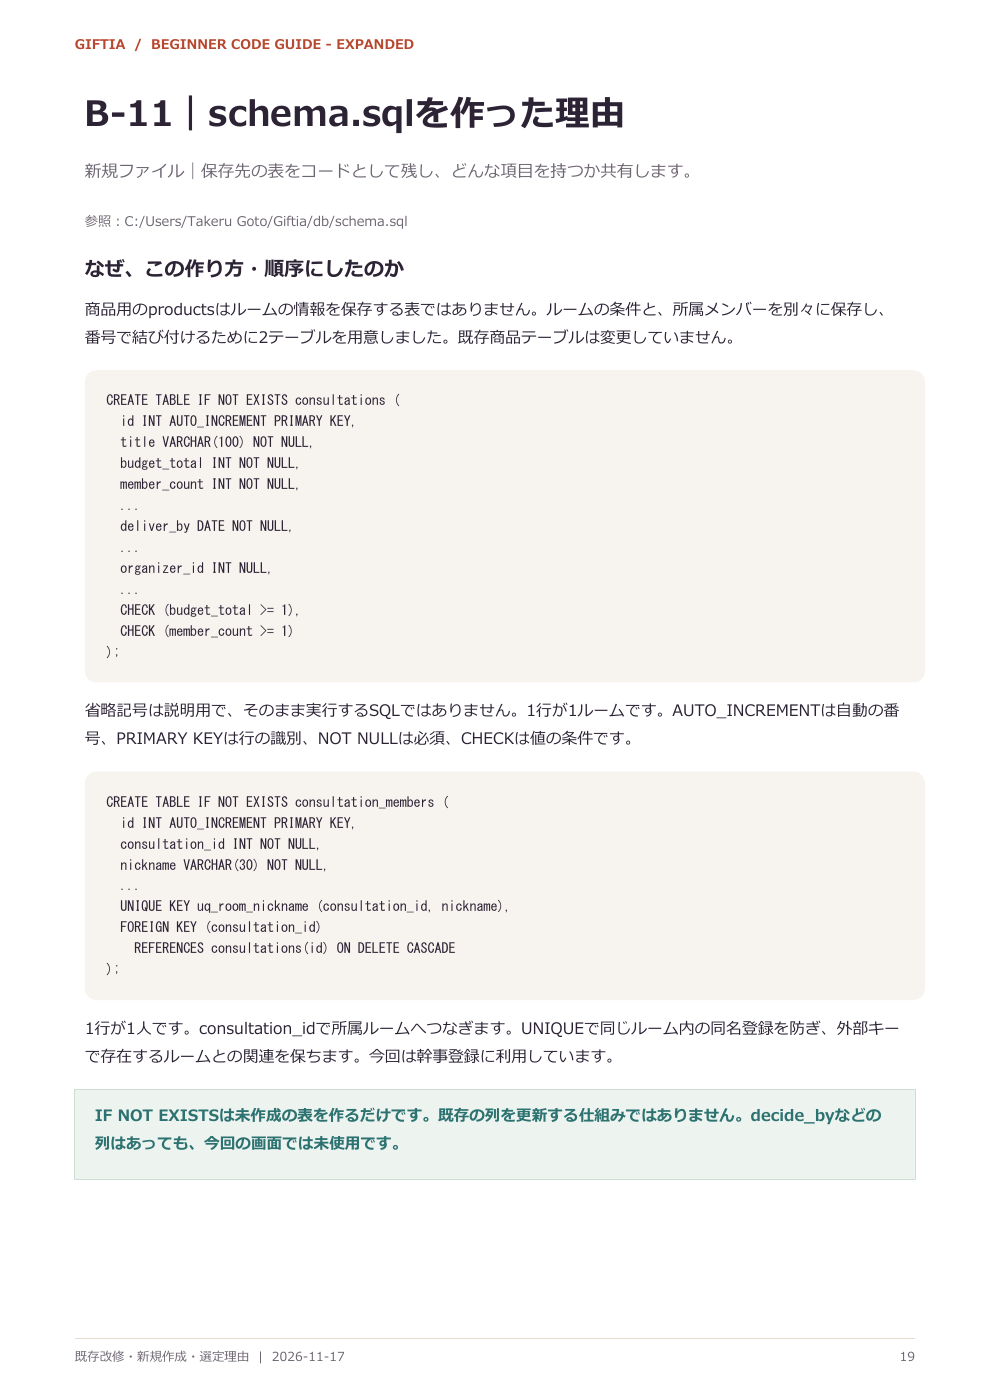 GIFTIA / BEGINNER CODE GUIDE - EXPANDED
B-11｜schema.sqlを作った理由
新規ファイル｜保存先の表をコードとして残し、どんな項目を持つか共有します。
参照：C:/Users/Takeru Goto/Giftia/db/schema.sql
なぜ、この作り方・順序にしたのか
商品用のproductsはルームの情報を保存する表ではありません。ルームの条件と、所属メンバーを別々に保存し、
番号で結び付けるために2テーブルを用意しました。既存商品テーブルは変更していません。
CREATE TABLE IF NOT EXISTS consultations (
  id INT AUTO_INCREMENT PRIMARY KEY,
  title VARCHAR(100) NOT NULL,
  budget_total INT NOT NULL,
  member_count INT NOT NULL,
  ...
  deliver_by DATE NOT NULL,
  ...
  organizer_id INT NULL,
  ...
  CHECK (budget_total >= 1),
  CHECK (member_count >= 1)
);
省略記号は説明用で、そのまま実行するSQLではありません。1行が1ルームです。AUTO_INCREMENTは自動の番
号、PRIMARY KEYは行の識別、NOT NULLは必須、CHECKは値の条件です。
CREATE TABLE IF NOT EXISTS consultation_members (
  id INT AUTO_INCREMENT PRIMARY KEY,
  consultation_id INT NOT NULL,
  nickname VARCHAR(30) NOT NULL,
  ...
  UNIQUE KEY uq_room_nickname (consultation_id, nickname),
  FOREIGN KEY (consultation_id)
    REFERENCES consultations(id) ON DELETE CASCADE
);
1行が1人です。consultation_idで所属ルームへつなぎます。UNIQUEで同じルーム内の同名登録を防ぎ、外部キー
で存在するルームとの関連を保ちます。今回は幹事登録に利用しています。
IF NOT EXISTSは未作成の表を作るだけです。既存の列を更新する仕組みではありません。decide_byなどの
列はあっても、今回の画面では未使用です。
既存改修・新規作成・選定理由 | 2026-11-17
19